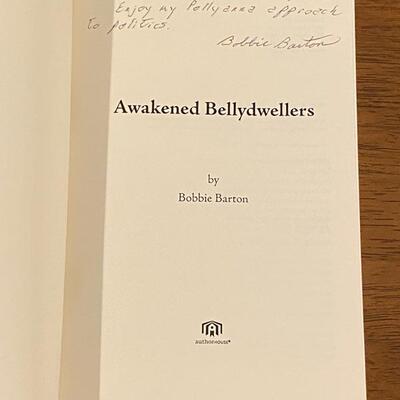 Enjoy my Pollyanna approach
to politics.
Bobbie Barton
Awakened Bellydwellers
by
Bobbie Barton
authorHOUSE®